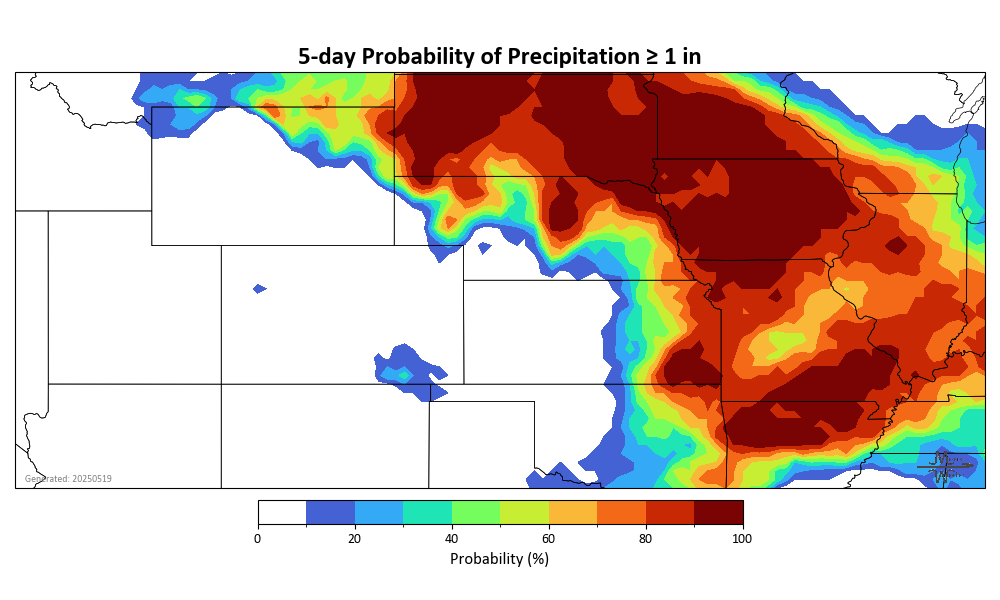 5-day Probability of Precipitation ≥ 1 in
Generated: 20250519
0 20 40 60 80 100
Probability (%)